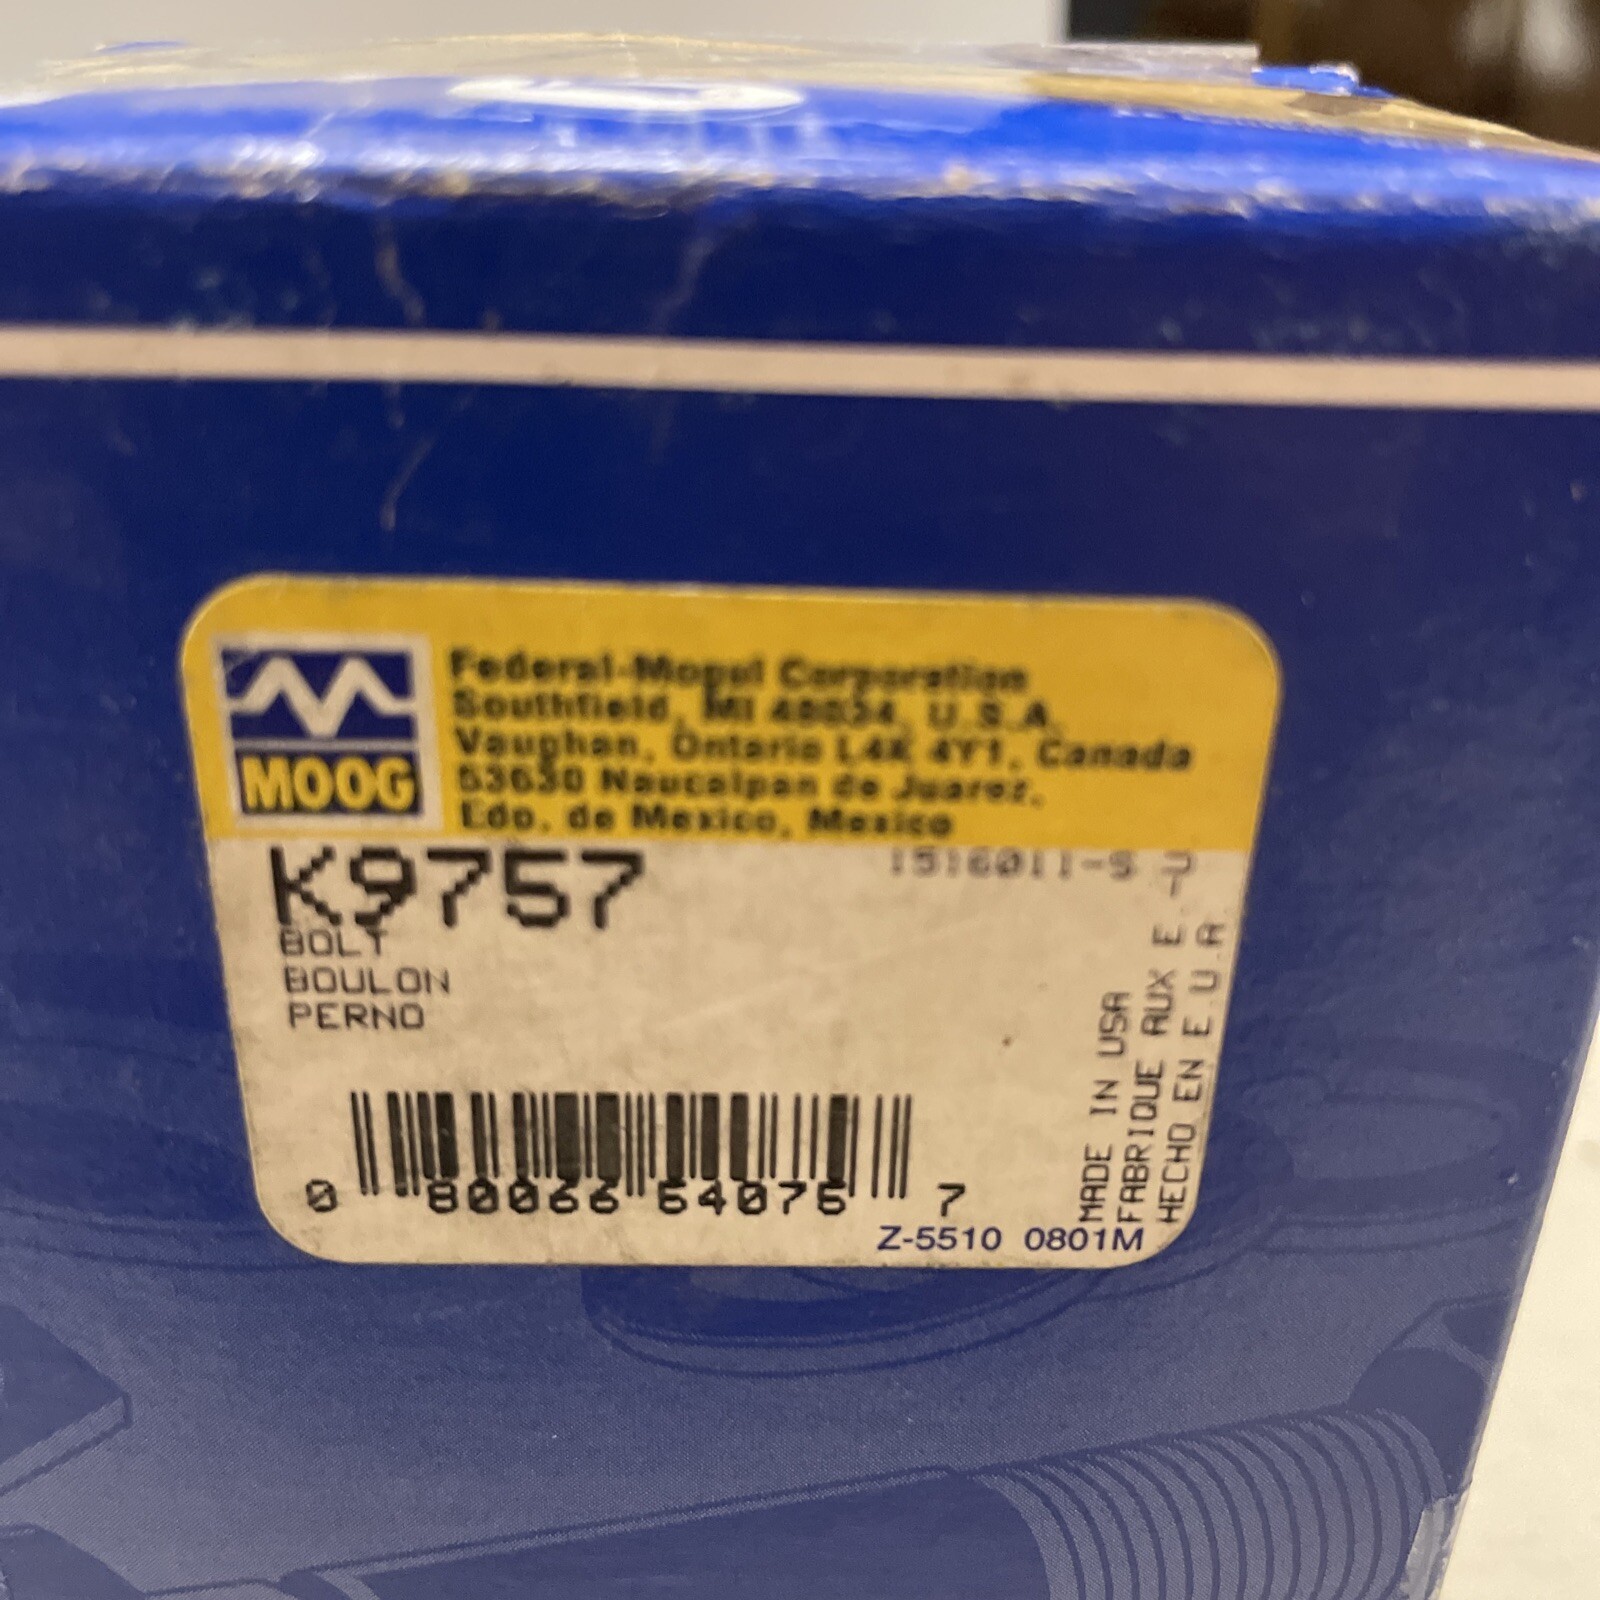 MOOG
Federal-Mogul Corporation
Southfield, MI 48034, U.S.A.
Vaughan, Ontario L4K 4Y1, Canada
53630 Naucalpan de Juarez,
Edo. de Mexico, Mexico
K9757
BOLT
BOULON
PERNO
MADE IN USA
FABRIQUE AUX E.-U
HECHO EN E.U.A
0 80066 64076 7
Z-5510 0801M